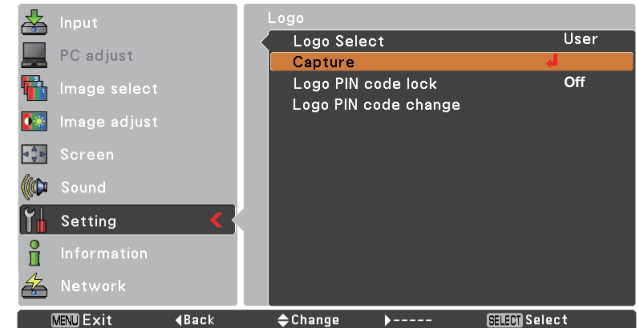 Input
PC adjust
Image select
Image adjust
Screen
Sound
Setting
Information
Network
Logo
Logo Select User
Capture
Logo PIN code lock Off
Logo PIN code change
MENU Exit Back Change ----- SELECT Select